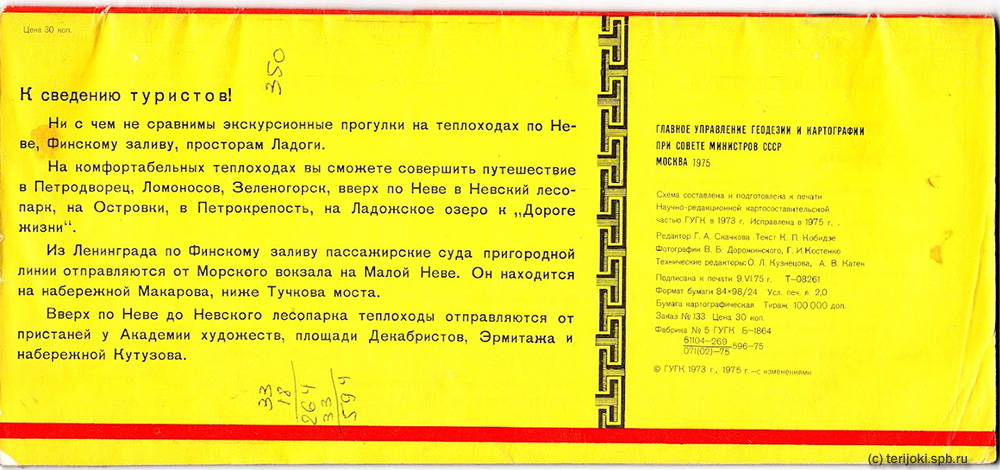 Цена 30 коп.
350
К сведению туристов!
Ни с чем не сравнимы экскурсионные прогулки на теплоходах по Не-
ве, Финскому заливу, просторам Ладоги.
На комфортабельных теплоходах вы сможете совершить путешествие
в Петродворец, Ломоносов, Зеленогорск, вверх по Неве в Невский лесо-
парк, на Островки, в Петрокрепость, на Ладожское озеро к „Дороге
жизни“.
Из Ленинграда по Финскому заливу пассажирские суда пригородной
линии отправляются от Морского вокзала на Малой Неве. Он находится
на набережной Макарова, ниже Тучкова моста.
Вверх по Неве до Невского лесопарка теплоходы отправляются от
пристаней у Академии художеств, площади Декабристов, Эрмитажа и
набережной Кутузова.
33
18
264
33
594
ГЛАВНОЕ УПРАВЛЕНИЕ ГЕОДЕЗИИ И КАРТОГРАФИИ
ПРИ СОВЕТЕ МИНИСТРОВ СССР
МОСКВА 1975
Схема составлена и подготовлена к печати
Научно-редакционной картосоставительской
частью ГУГК в 1973 г. Исправлена в 1975 г.
Редактор Г. А. Скачкова Текст К. П. Кобидзе
Фотографии В. Б. Дорожинского, Г. И. Костенко
Технические редакторы: О. Л. Кузнецова, А. В. Катен
Подписана к печати 9.VI.75 г. Т-08261
Формат бумаги 84×98/24 Усл. печ. л. 2,0
Бумага картографическая Тираж 100 000 доп.
Заказ № 133 Цена 30 коп.
Фабрика № 5 ГУГК Б-1864
61104-269
071(02)-75 596-75
© ГУГК 1973 г., 1975 г.—с изменениями
(c) terijoki.spb.ru